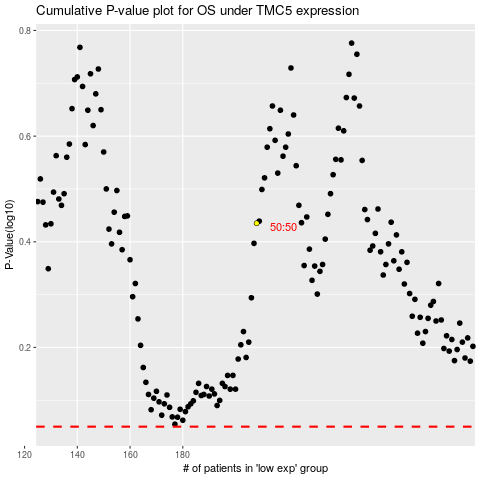 Cumulative P-value plot for OS under TMC5 expression
P-Value(log10)
0.8
0.6
0.4
0.2
50:50
120 140 160 180
# of patients in 'low exp' group